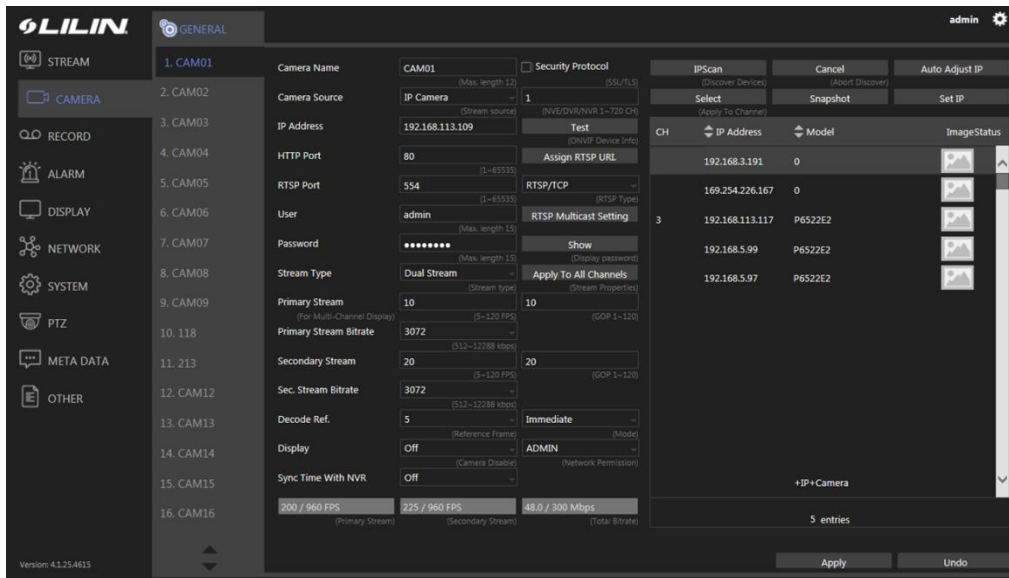 LILIN
GENERAL
admin
STREAM
CAMERA
RECORD
ALARM
DISPLAY
NETWORK
SYSTEM
PTZ
META DATA
OTHER
Version: 4.1.25.4615
1. CAM01
2. CAM02
3. CAM03
4. CAM04
5. CAM05
6. CAM06
7. CAM07
8. CAM08
9. CAM09
10. 118
11. 213
12. CAM12
13. CAM13
14. CAM14
15. CAM15
16. CAM16
Camera Name CAM01 Security Protocol
(Max. length 12) (SSL/TLS)
Camera Source IP Camera 1
(Stream source) (NVE/DVR/NVR 1~720 CH)
IP Address 192.168.113.109 Test
(ONVIF Device Info)
HTTP Port 80 Assign RTSP URL
(1~65535)
RTSP Port 554 RTSP/TCP
(1~65535) (RTSP Type)
User admin RTSP Multicast Setting
(Max. length 15)
Password ●●●●●●●● Show
(Max. length 15) (Display password)
Stream Type Dual Stream Apply To All Channels
(Stream type) (Stream Properties)
Primary Stream 10 10
(For Multi-Channel Display) (5~120 FPS) (GOP 1~120)
Primary Stream Bitrate 3072
(512~12288 kbps)
Secondary Stream 20 20
(5~120 FPS) (GOP 1~120)
Sec. Stream Bitrate 3072
(512~12288 kbps)
Decode Ref. 5 Immediate
(Reference Frame) (Mode)
Display Off ADMIN
(Camera Disable) (Network Permission)
Sync Time With NVR Off
200 / 960 FPS 225 / 960 FPS 48.0 / 300 Mbps
(Primary Stream) (Secondary Stream) (Total Bitrate)
IPScan Cancel Auto Adjust IP
(Discover Devices) (Abort Discover)
Select Snapshot Set IP
(Apply To Channel)
CH IP Address Model ImageStatus
192.168.3.191 0
169.254.226.167 0
3 192.168.113.117 P6522E2
192.168.5.99 P6522E2
192.168.5.97 P6522E2
+IP+Camera
5 entries
Apply Undo